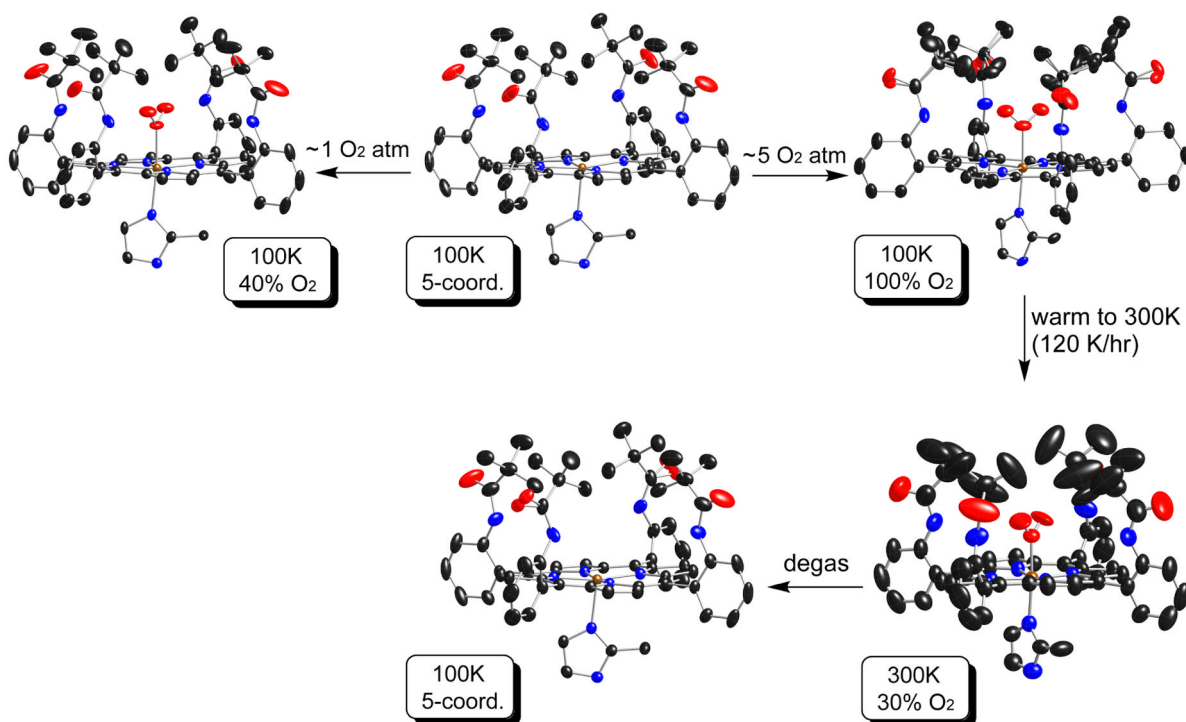 ~1 O₂ atm
~5 O₂ atm
100K
40% O₂
100K
5-coord.
100K
100% O₂
warm to 300K
(120 K/hr)
degas
100K
5-coord.
300K
30% O₂